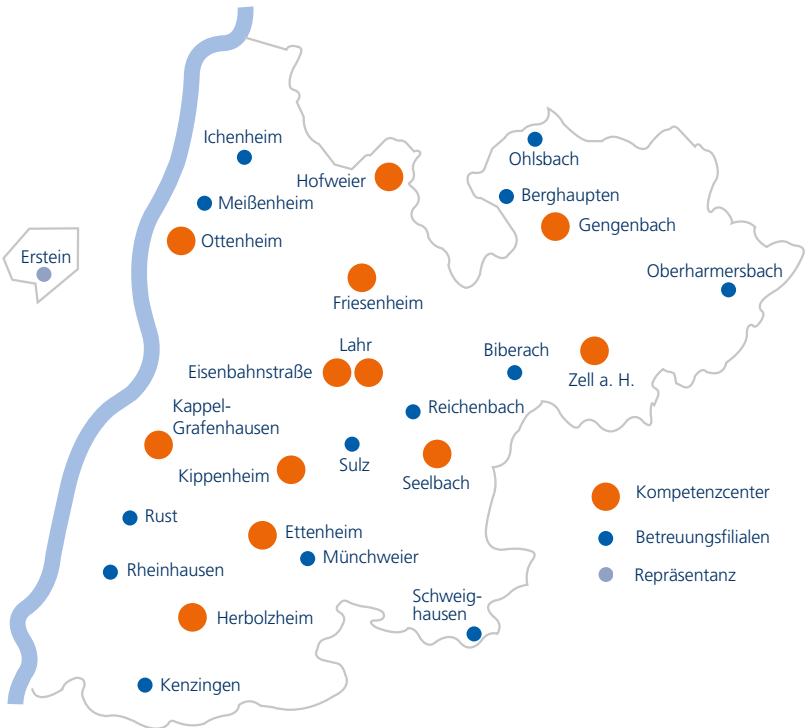 Ichenheim
Ohlsbach
Hofweier
Berghaupten
Meißenheim
Gengenbach
Ottenheim
Erstein
Oberharmersbach
Friesenheim
Lahr
Biberach
Eisenbahnstraße
Zell a. H.
Kappel-
Grafenhausen
Reichenbach
Sulz
Kippenheim
Seelbach
Kompetenzcenter
Rust
Ettenheim
Betreuungsfilialen
Münchweier
Rheinhausen
Repräsentanz
Schweig-
hausen
Herbolzheim
Kenzingen